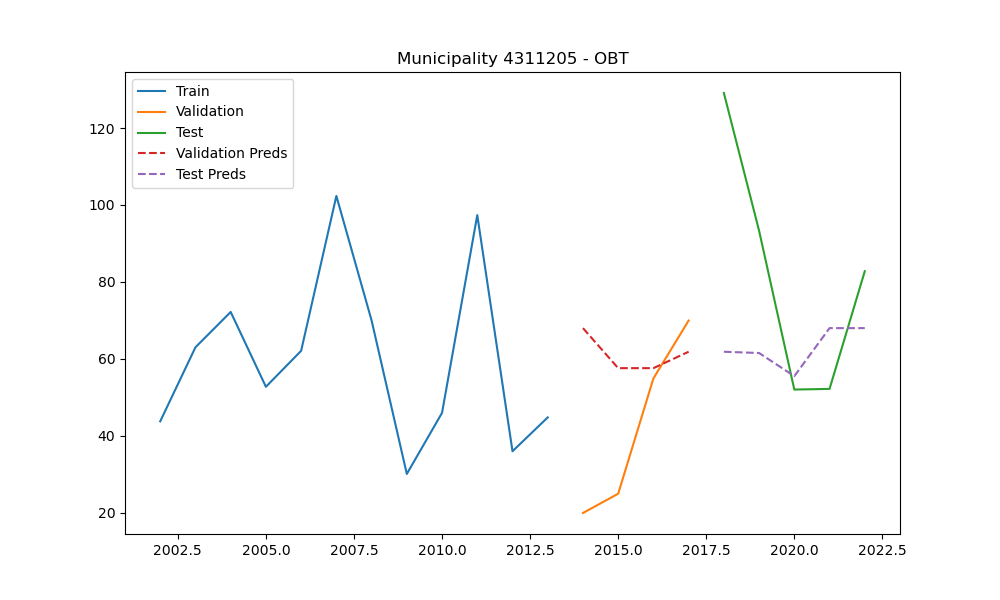 Municipality 4311205 - OBT
Train
Validation
Test
Validation Preds
Test Preds
120
100
80
60
40
20
2002.5 2005.0 2007.5 2010.0 2012.5 2015.0 2017.5 2020.0 2022.5